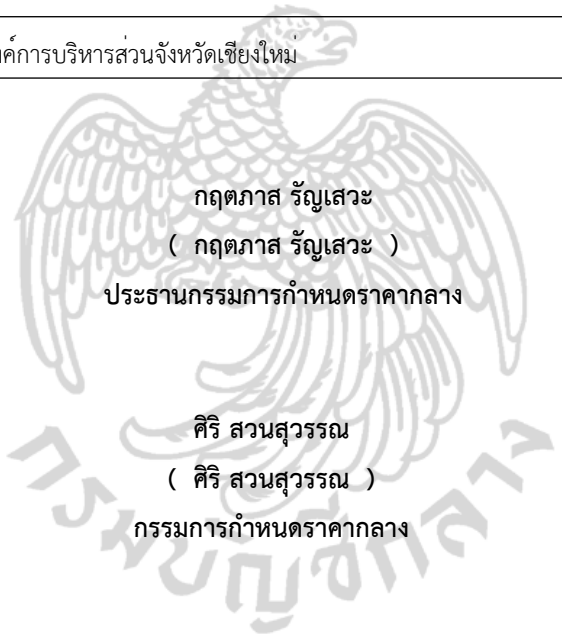 องค์การบริหารส่วนจังหวัดเชียงใหม่
กฤตภาส รัญเสวะ
( กฤตภาส รัญเสวะ )
ประธานกรรมการกำหนดราคากลาง
ศิริ สวนสุวรรณ
( ศิริ สวนสุวรรณ )
กรรมการกำหนดราคากลาง
กรมบัญชีกลาง